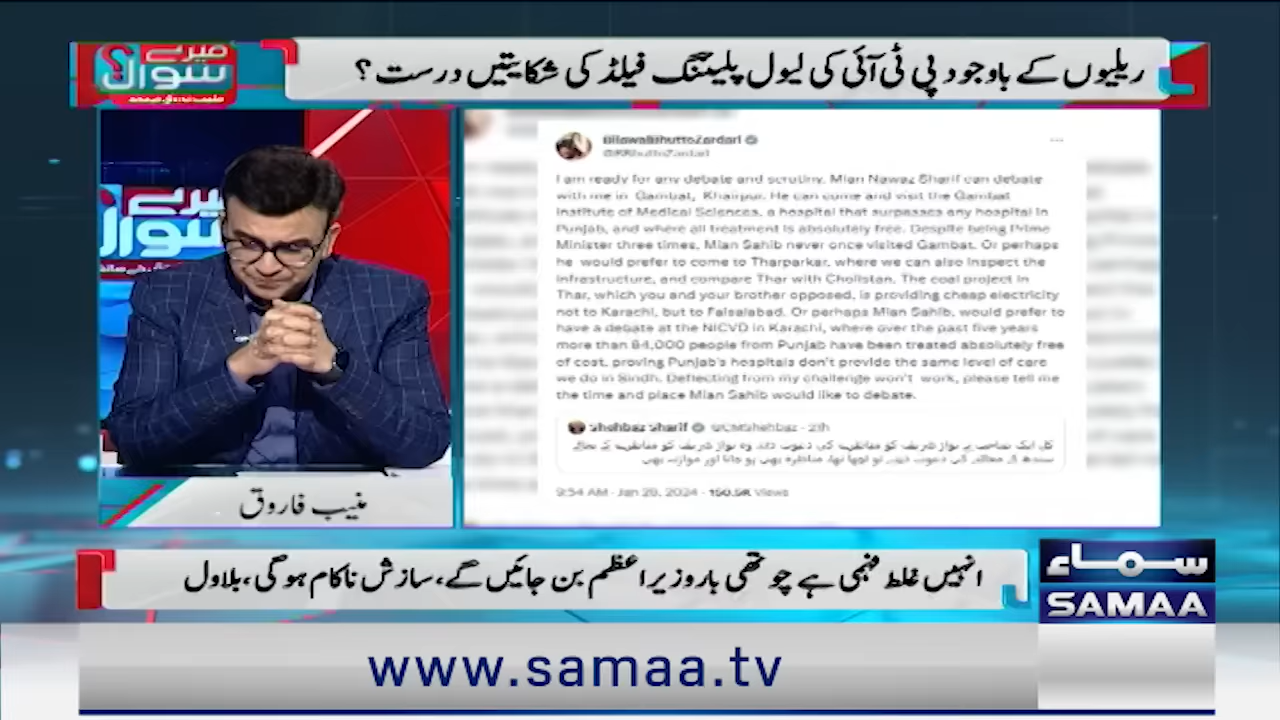 میرے سوال
ریلیوں کے باوجود پی ٹی آئی کی لیول پلیئنگ فیلڈ کی شکایتیں درست ؟
میرے
سوال
BilawalBhuttoZardari
@BBhuttoZardari
I am ready for any debate and scrutiny. Mian Nawaz Sharif can debate
with me in Gambat, Khairpur. He can come and visit the Gambat
Institute of Medical Sciences, a hospital that surpasses any hospital in
Punjab, and where all treatment is absolutely free. Despite being Prime
Minister three times, Mian Sahib never once visited Gambat. Or perhaps
he would prefer to come to Tharparkar, where we can also inspect the
infrastructure, and compare Thar with Cholistan. The coal project in
Thar, which you and your brother opposed, is providing cheap electricity
not to Karachi, but to Faisalabad. Or perhaps Mian Sahib, would prefer to
have a debate at the NICVD in Karachi, where over the past five years
more than 84,000 people from Punjab have been treated absolutely free
of cost, proving Punjab's hospitals don't provide the same level of care
we do in Sindh. Deflecting from my challenge won't work, please tell me
the time and place Mian Sahib would like to debate.
Shehbaz Sharif @CMShehbaz · 21h
9:54 AM · Jan 28, 2024 · 150.5K Views
منیب فاروق
انہیں غلط فہمی ہے چوتھی بار وزیراعظم بن جائیں گے، سازش ناکام ہوگی، بلاول
سماء
SAMAA
www.samaa.tv